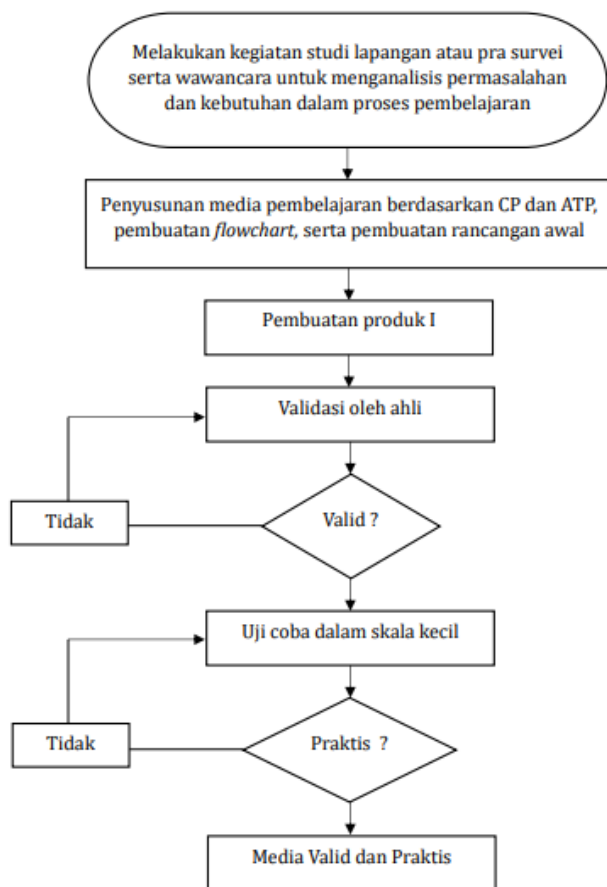 Melakukan kegiatan studi lapangan atau pra survei
serta wawancara untuk menganalisis permasalahan
dan kebutuhan dalam proses pembelajaran
Penyusunan media pembelajaran berdasarkan CP dan ATP,
pembuatan flowchart, serta pembuatan rancangan awal
Pembuatan produk I
Validasi oleh ahli
Valid ?
Tidak
Uji coba dalam skala kecil
Praktis ?
Tidak
Media Valid dan Praktis